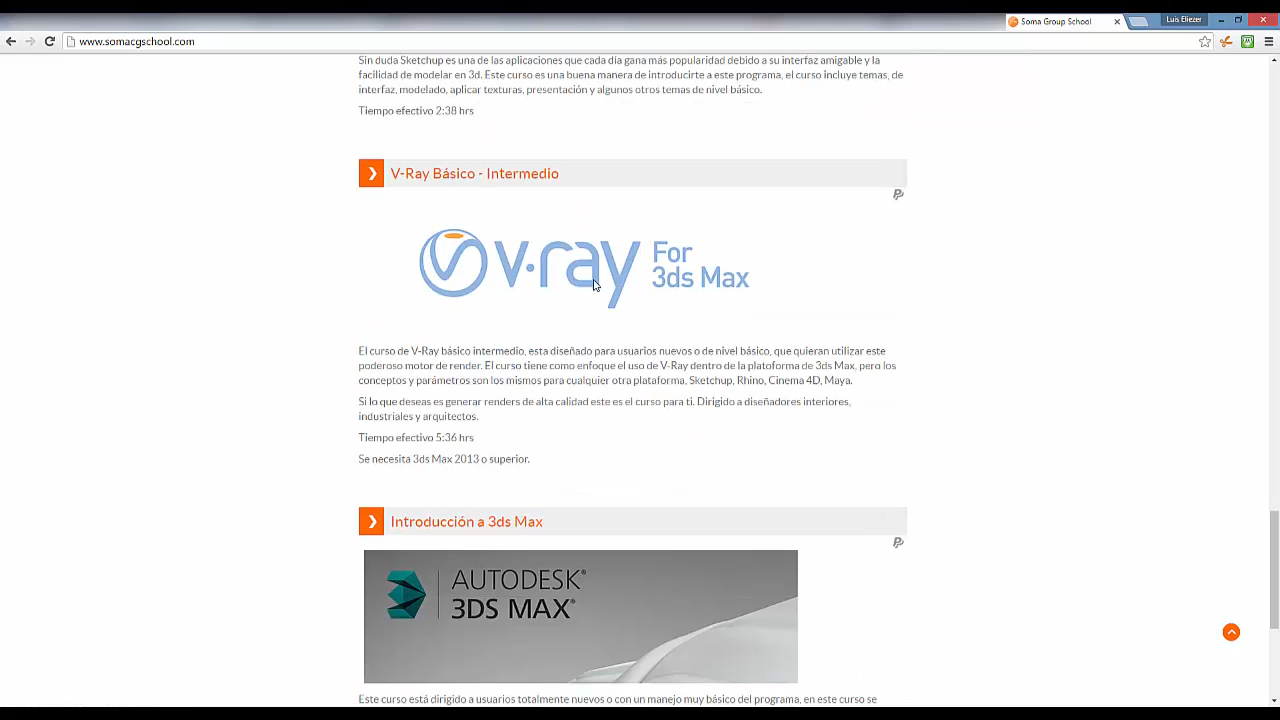 Soma Group School
Luis Eliezer
www.somacgschool.com
Sin duda Sketchup es una de las aplicaciones que cada día gana más popularidad debido a su interfaz amigable y la
facilidad de modelar en 3d. Este curso es una buena manera de introducirte a este programa, el curso incluye temas, de
interfaz, modelado, aplicar texturas, presentación y algunos otros temas de nivel básico.
Tiempo efectivo 2:38 hrs
V-Ray Básico - Intermedio
v·ray For
3ds Max
El curso de V-Ray básico intermedio, esta diseñado para usuarios nuevos o de nivel básico, que quieran utilizar este
poderoso motor de render. El curso tiene como enfoque el uso de V-Ray dentro de la platoforma de 3ds Max, pero los
conceptos y parámetros son los mismos para cualquier otra plataforma, Sketchup, Rhino, Cinema 4D, Maya.
Si lo que deseas es generar renders de alta calidad este es el curso para ti. Dirigido a diseñadores interiores,
industriales y arquitectos.
Tiempo efectivo 5:36 hrs
Se necesita 3ds Max 2013 o superior.
Introducción a 3ds Max
AUTODESK®
3DS MAX®
Este curso está dirigido a usuarios totalmente nuevos o con un manejo muy básico del programa, en este curso se